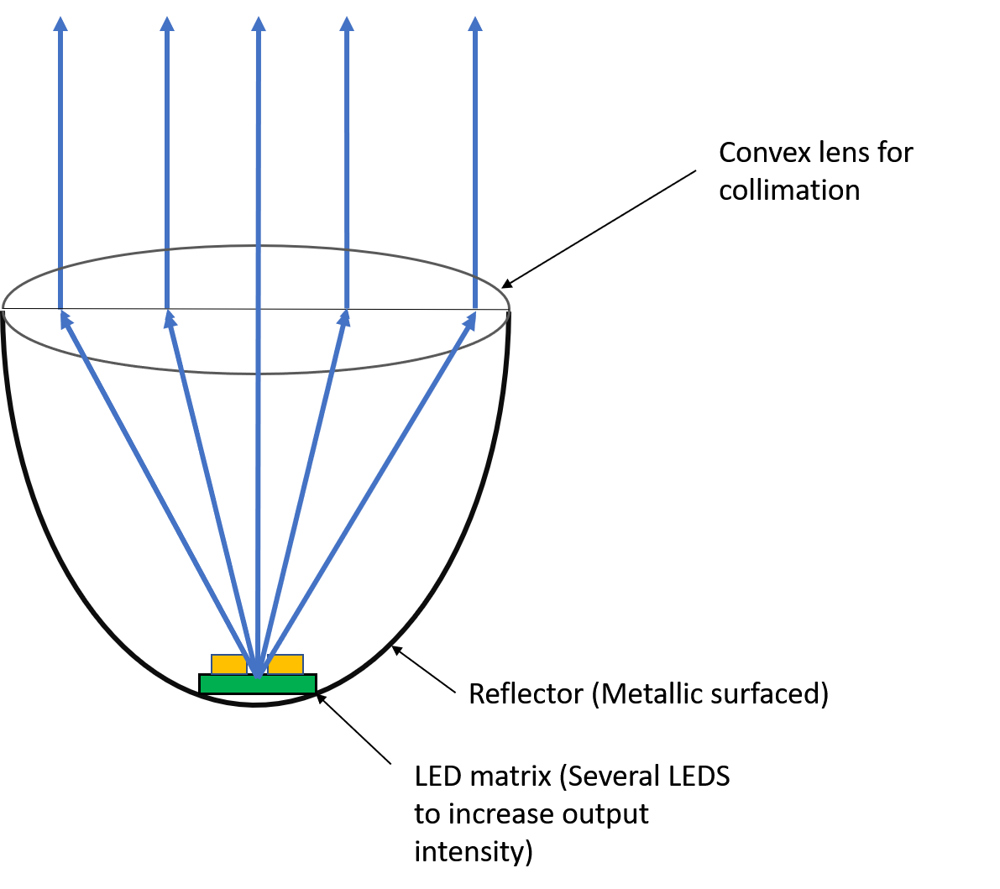 Convex lens for
collimation
Reflector (Metallic surfaced)
LED matrix (Several LEDS
to increase output
intensity)